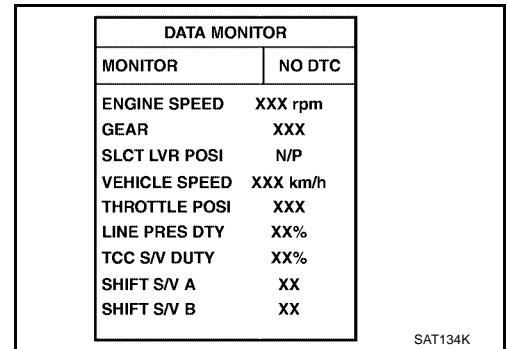 DATA MONITOR
MONITOR NO DTC
ENGINE SPEED XXX rpm
GEAR XXX
SLCT LVR POSI N/P
VEHICLE SPEED XXX km/h
THROTTLE POSI XXX
LINE PRES DTY XX%
TCC S/V DUTY XX%
SHIFT S/V A XX
SHIFT S/V B XX
SAT134K